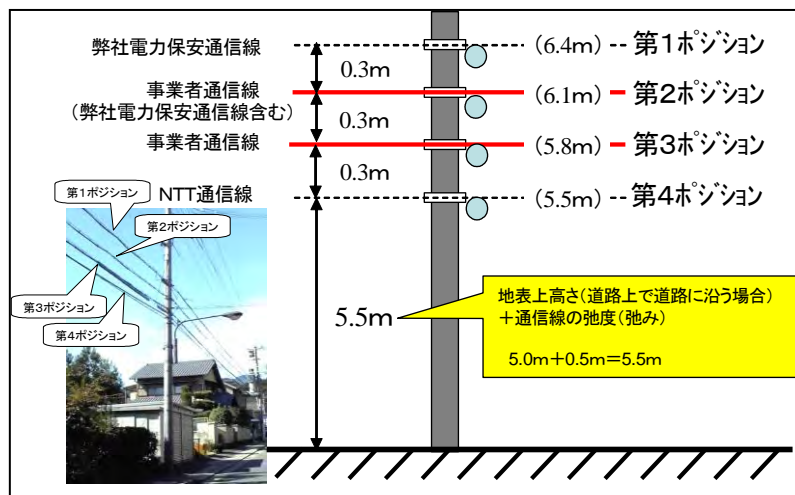 弊社電力保安通信線
(6.4m)
第1ポジション
0.3m
事業者通信線
(弊社電力保安通信線含む)
(6.1m)
第2ポジション
0.3m
事業者通信線
(5.8m)
第3ポジション
0.3m
NTT通信線
(5.5m)
第4ポジション
第1ポジション
第2ポジション
第3ポジション
第4ポジション
5.5m
地表上高さ(道路上で道路に沿う場合)
+通信線の弛度(弛み)
5.0m+0.5m=5.5m